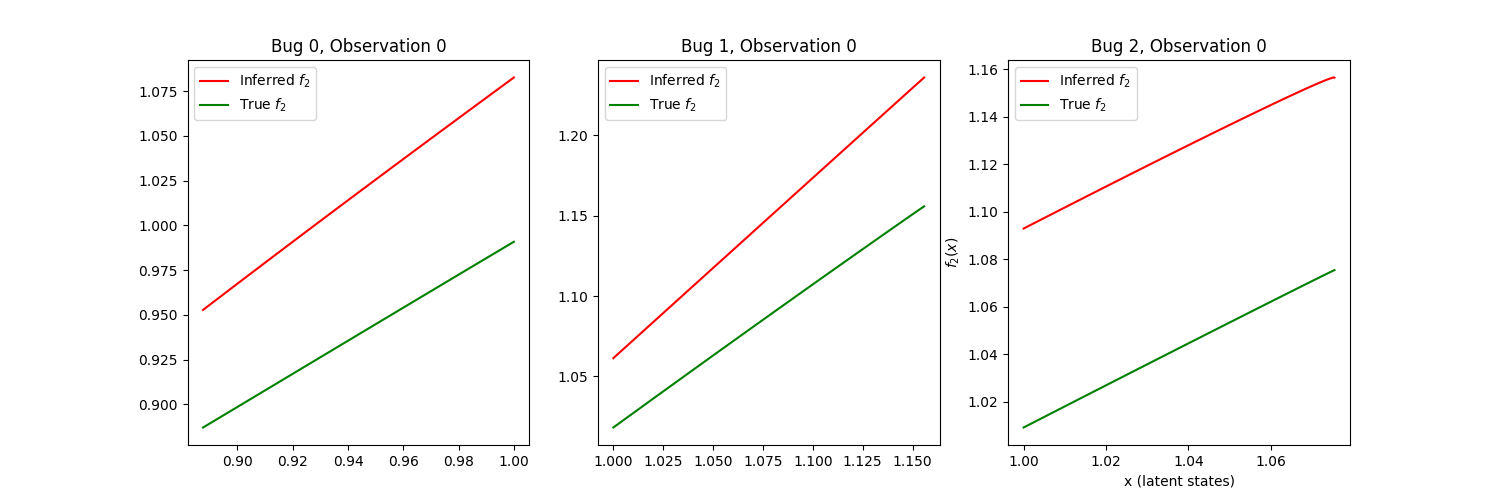 Bug 0, Observation 0
Inferred f₂
True f₂
1.075
1.050
1.025
1.000
0.975
0.950
0.925
0.900
0.90 0.92 0.94 0.96 0.98 1.00
Bug 1, Observation 0
Inferred f₂
True f₂
1.20
1.15
1.10
1.05
1.000 1.025 1.050 1.075 1.100 1.125 1.150
Bug 2, Observation 0
Inferred f₂
True f₂
f₂(x)
1.16
1.14
1.12
1.10
1.08
1.06
1.04
1.02
1.00 1.02 1.04 1.06
x (latent states)